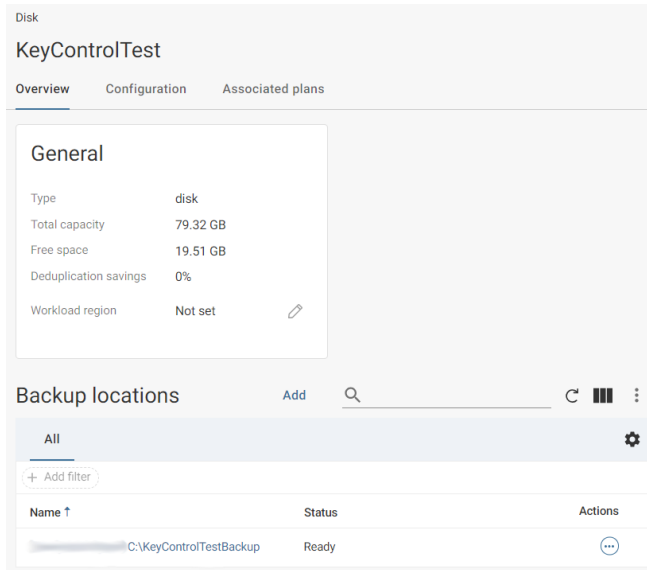 Disk
KeyControlTest
Overview Configuration Associated plans
General
Type disk
Total capacity 79.32 GB
Free space 19.51 GB
Deduplication savings 0%
Workload region Not set
Backup locations Add
All
+ Add filter
Name ↑ Status Actions
C:\KeyControlTestBackup Ready